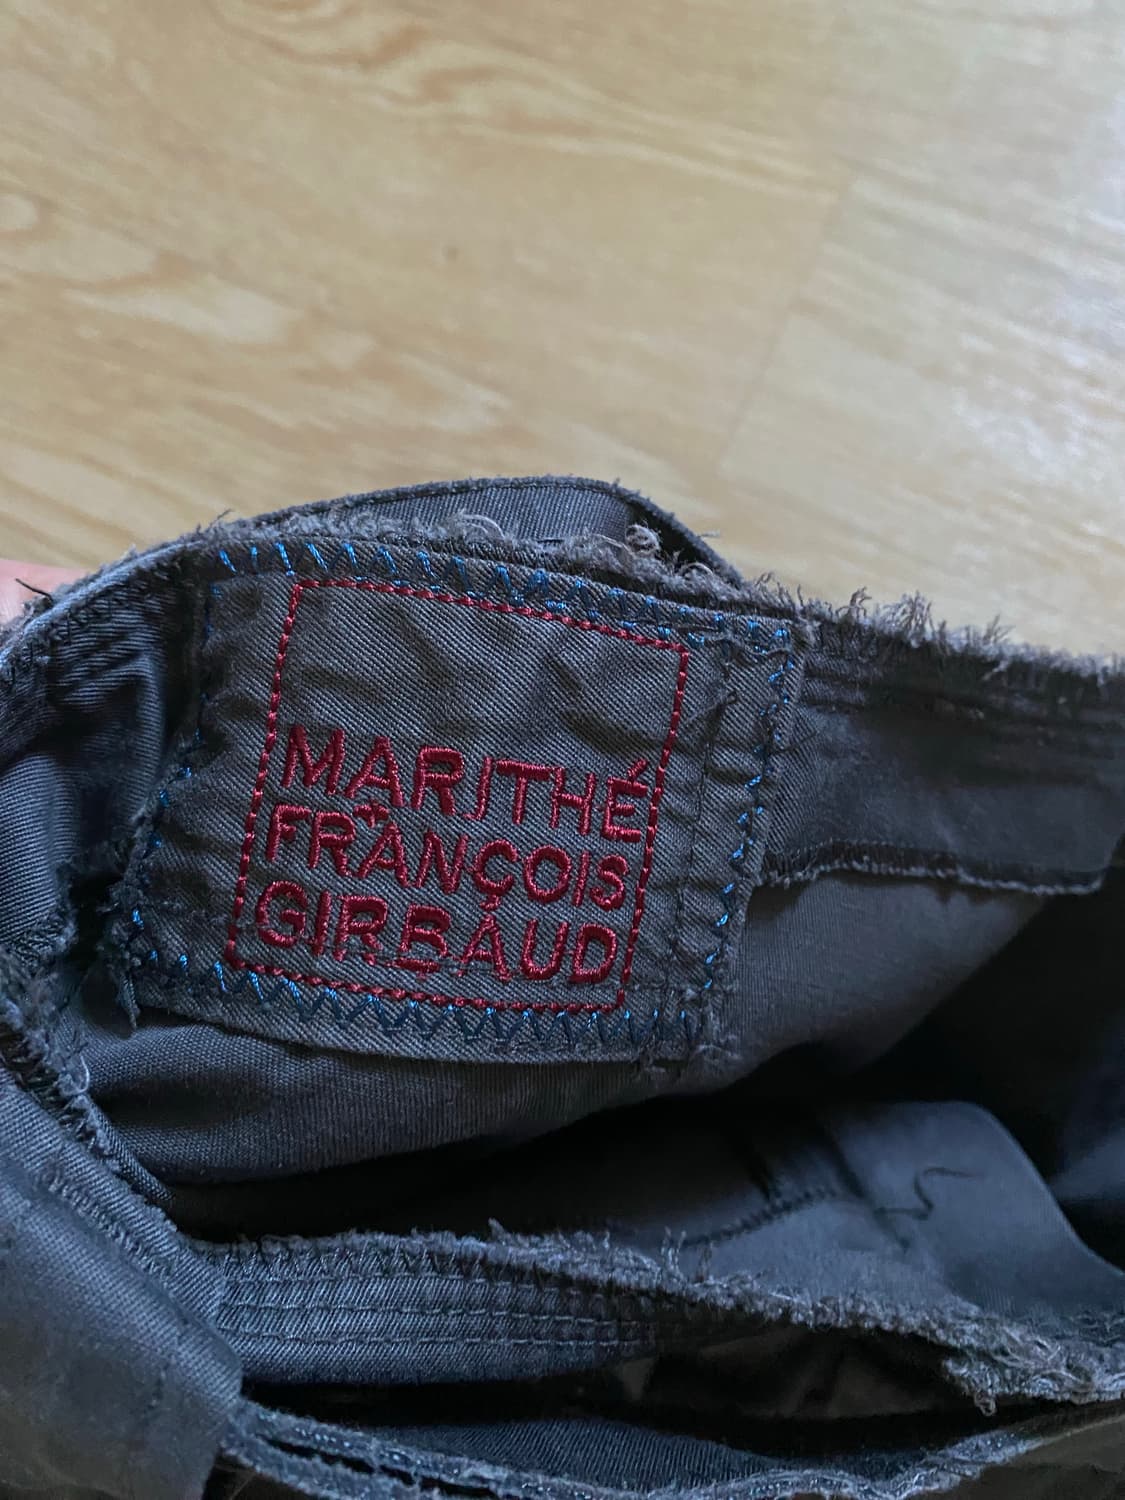 MARITHÉ
+
FRANÇOIS
GIRBAUD